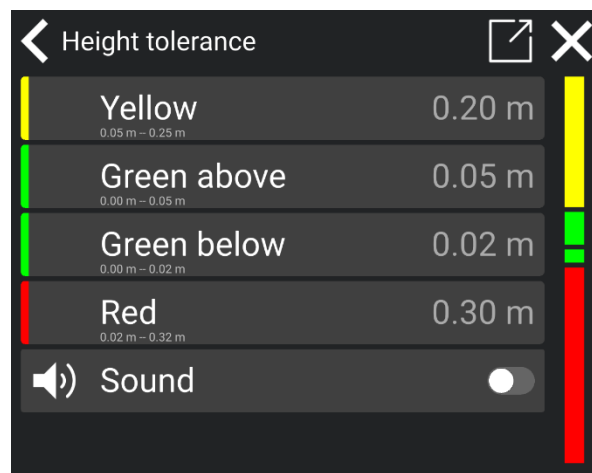 Height tolerance
Yellow 0.20 m
0.05 m – 0.25 m
Green above 0.05 m
0.00 m – 0.05 m
Green below 0.02 m
0.00 m – 0.02 m
Red 0.30 m
0.02 m – 0.32 m
Sound